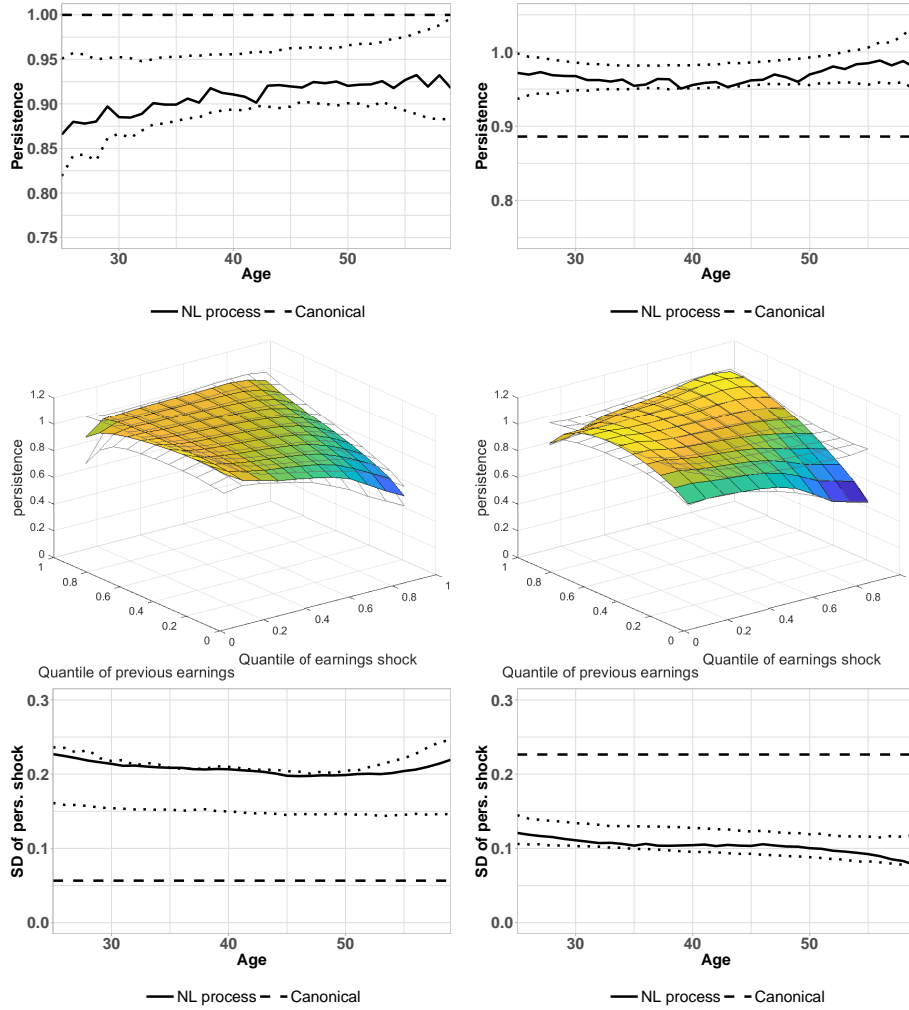 1.00
0.95
0.90
0.85
0.80
0.75
Persistence
30 40 50
Age
NL process Canonical
1.0
0.9
0.8
Persistence
30 40 50
Age
NL process Canonical
1.2
1
0.8
0.6
0.4
0.2
0
persistence
1
0.8
0.6
0.4
0.2
0
Quantile of previous earnings
0
0.2
0.4
0.6
0.8
1
Quantile of earnings shock
1.2
1
0.8
0.6
0.4
0.2
0
persistence
1
0.8
0.6
0.4
0.2
0
Quantile of previous earnings
0
0.2
0.4
0.6
0.8
Quantile of earnings shock
0.3
0.2
0.1
0.0
SD of pers. shock
30 40 50
Age
NL process Canonical
0.3
0.2
0.1
0.0
SD of pers. shock
30 40 50
Age
NL process Canonical